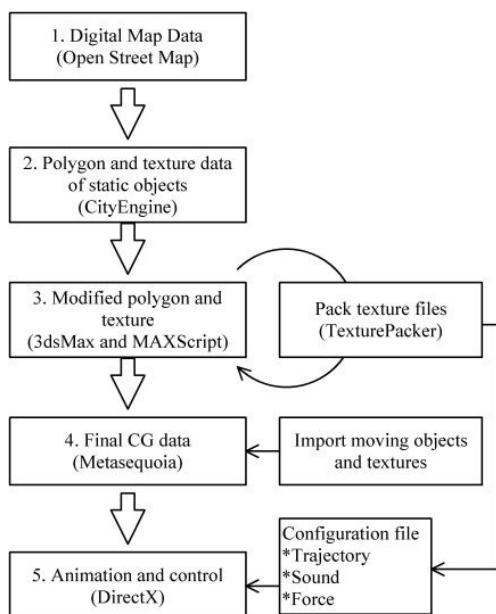 1. Digital Map Data
(Open Street Map)
2. Polygon and texture data
of static objects
(CityEngine)
3. Modified polygon and
texture
(3dsMax and MAXScript)
Pack texture files
(TexturePacker)
4. Final CG data
(Metasequoia)
Import moving objects
and textures
Configuration file
*Trajectory
*Sound
*Force
5. Animation and control
(DirectX)